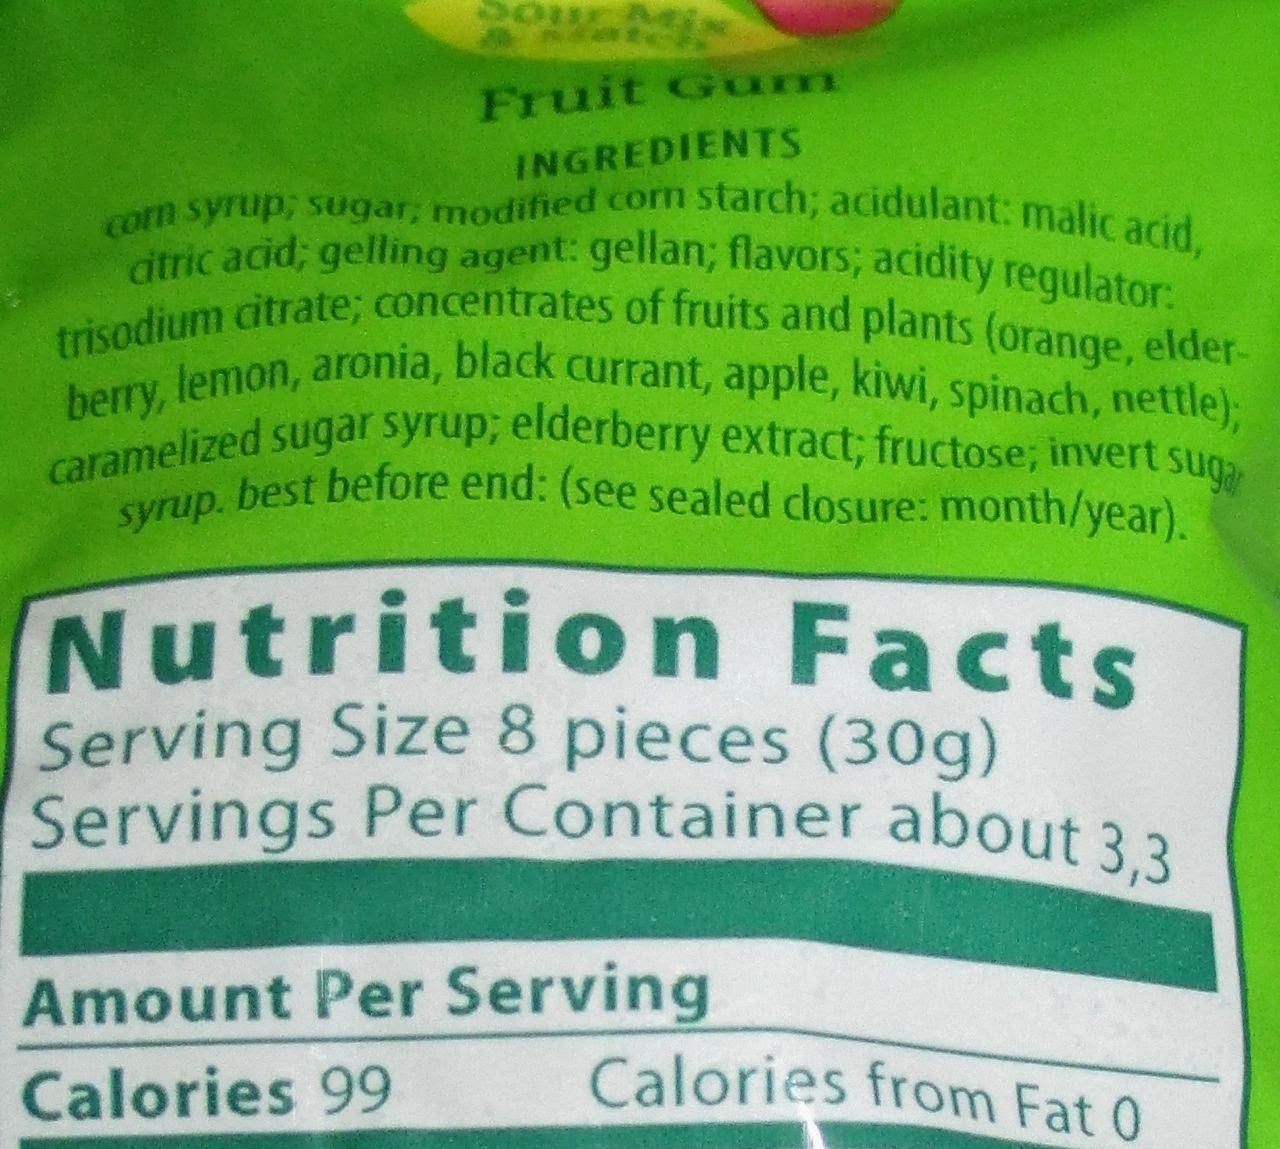 Sour Mix
& Match
Fruit Gum
INGREDIENTS
corn syrup; sugar; modified corn starch; acidulant: malic acid,
citric acid; gelling agent: gellan; flavors; acidity regulator:
trisodium citrate; concentrates of fruits and plants (orange, elder-
berry, lemon, aronia, black currant, apple, kiwi, spinach, nettle);
caramelized sugar syrup; elderberry extract; fructose; invert sugar
syrup. best before end: (see sealed closure: month/year).
Nutrition Facts
Serving Size 8 pieces (30g)
Servings Per Container about 3,3
Amount Per Serving
Calories 99 Calories from Fat 0